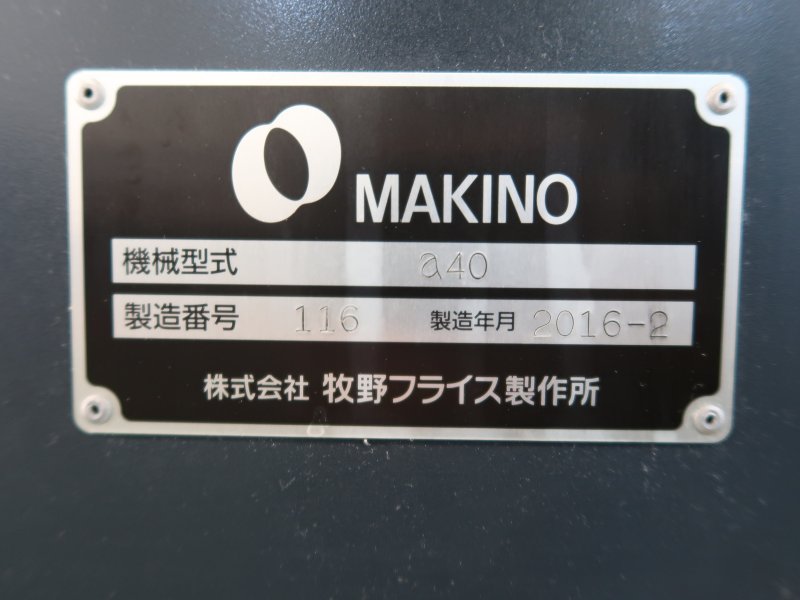 MAKINO
機械型式 a40
製造番号 116 製造年月 2016-2
株式会社 牧野フライス製作所